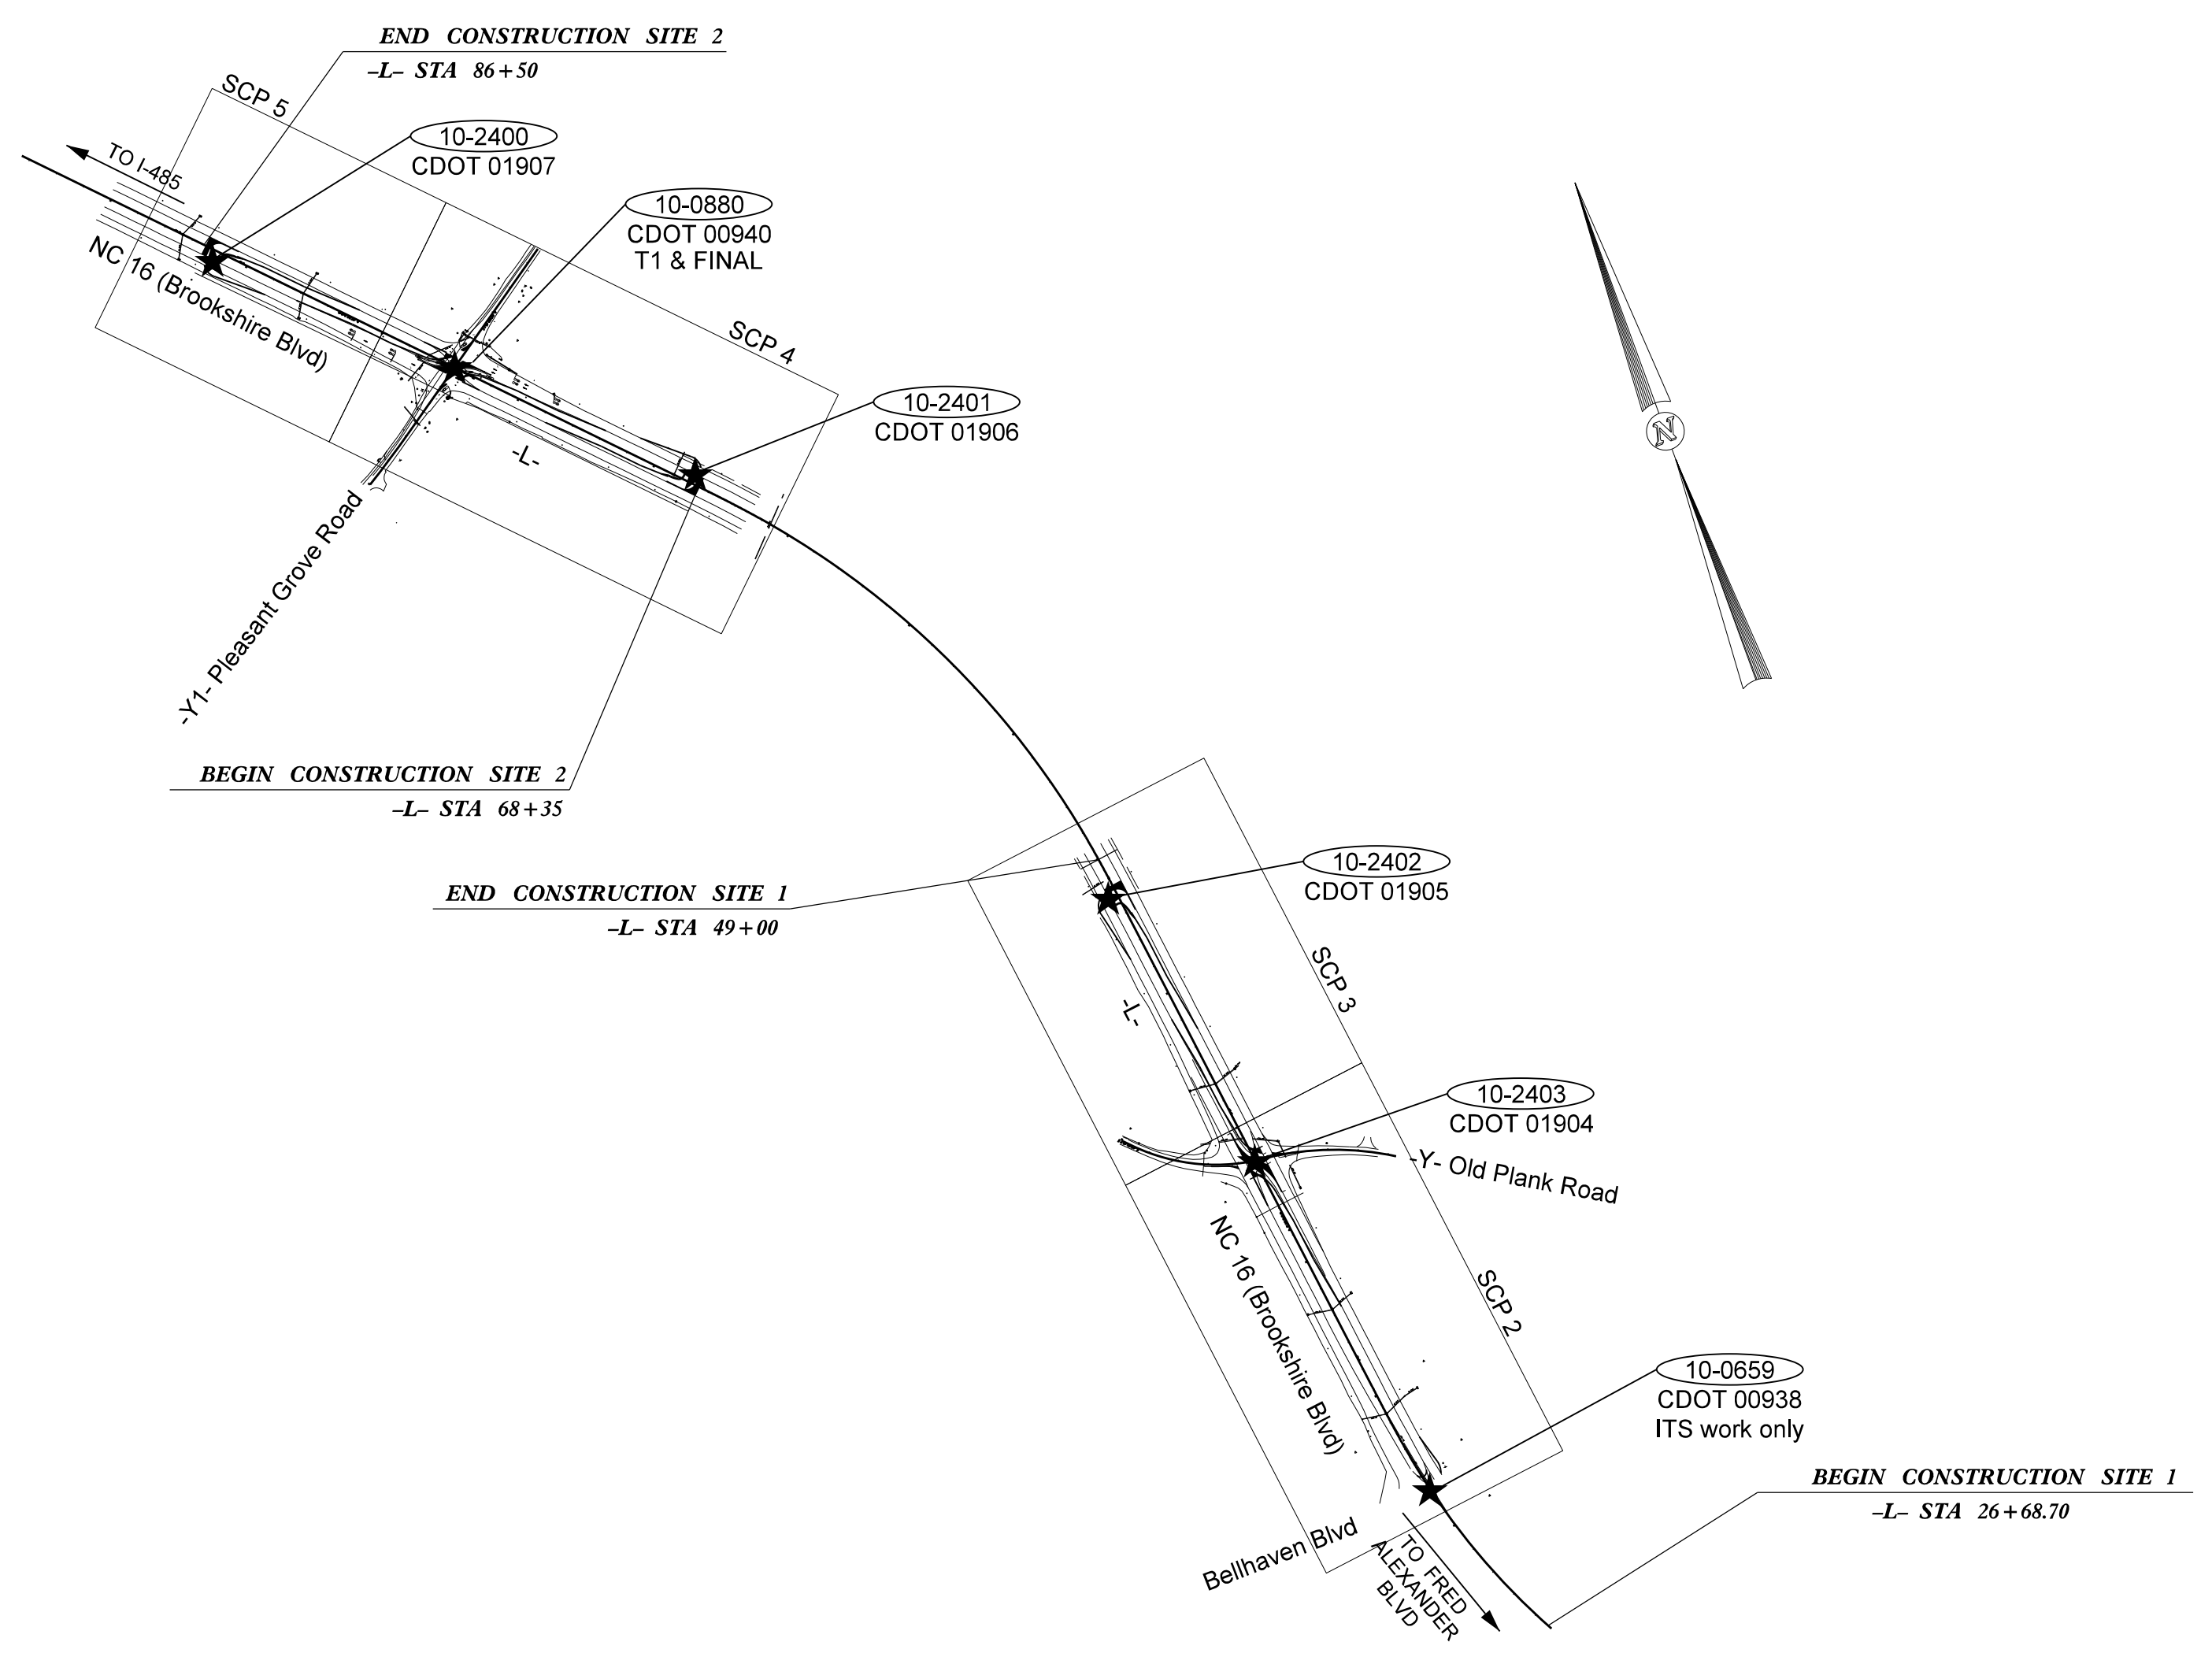 END CONSTRUCTION SITE 2
–L– STA 86+50
SCP 5
10-2400
CDOT 01907
TO I-485
10-0880
CDOT 00940
T1 & FINAL
NC 16 (Brookshire Blvd)
SCP 4
10-2401
CDOT 01906
-L-
N
-Y1- Pleasant Grove Road
BEGIN CONSTRUCTION SITE 2
–L– STA 68+35
END CONSTRUCTION SITE 1
–L– STA 49+00
10-2402
CDOT 01905
SCP 3
-L-
10-2403
CDOT 01904
-Y- Old Plank Road
NC 16 (Brookshire Blvd)
SCP 2
10-0659
CDOT 00938
ITS work only
BEGIN CONSTRUCTION SITE 1
–L– STA 26+68.70
Bellhaven Blvd
TO FRED
ALEXANDER
BLVD